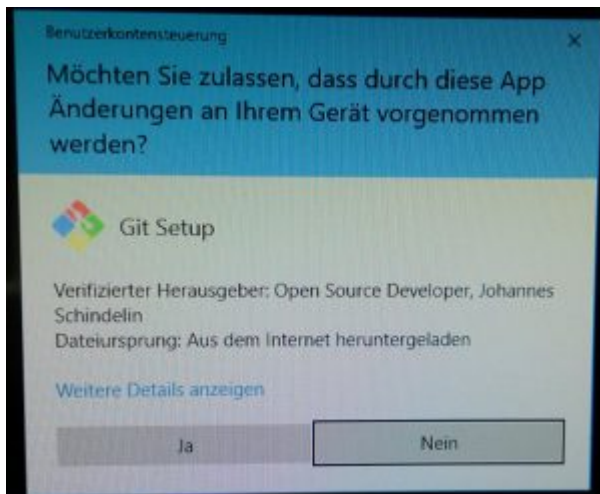 Benutzerkontensteuerung
Möchten Sie zulassen, dass durch diese App
Änderungen an Ihrem Gerät vorgenommen
werden?
Git Setup
Verifizierter Herausgeber: Open Source Developer, Johannes
Schindelin
Dateiursprung: Aus dem Internet heruntergeladen
Weitere Details anzeigen
Ja Nein